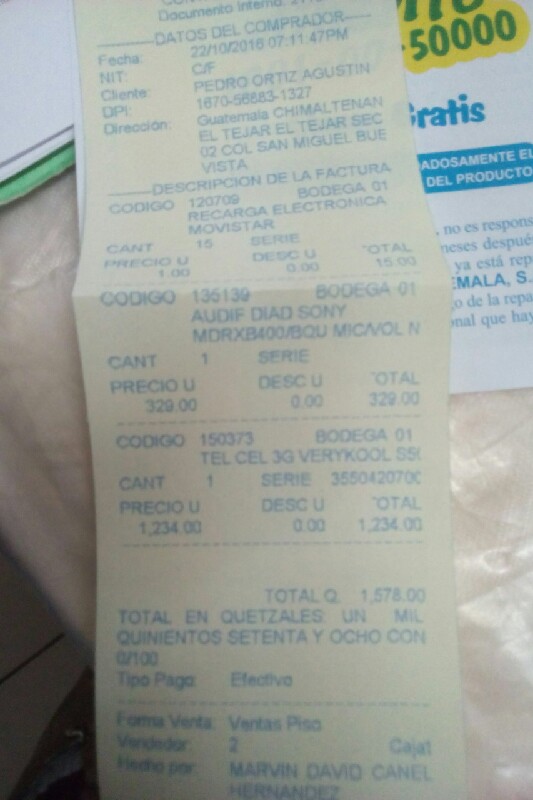 Documento Interno:
DATOS DEL COMPRADOR
Fecha: 22/10/2016 07:11:47PM
NIT: C/F
Cliente: PEDRO ORTIZ AGUSTIN
DPI: 1670-56883-1327
Dirección: Guatemala CHIMALTENAN
EL TEJAR EL TEJAR SEC
02 COL SAN MIGUEL BUE
VISTA
DESCRIPCION DE LA FACTURA
CODIGO 120709 BODEGA 01
RECARGA ELECTRONICA
MOVISTAR
CANT 15 SERIE
PRECIO U DESC U TOTAL
1.00 0.00 15.00
CODIGO 135139 BODEGA 01
AUDIF DIAD SONY
MDRXB400/BQU MIC/VOL N
CANT 1 SERIE
PRECIO U DESC U TOTAL
329.00 0.00 329.00
CODIGO 150373 BODEGA 01
TEL CEL 3G VERYKOOL
CANT 1 SERIE 355042070
PRECIO U DESC U TOTAL
1,234.00 0.00 1,234.00
TOTAL Q. 1,578.00
TOTAL EN QUETZALES: UN MIL
QUINIENTOS SETENTA Y OCHO CON
0/100
Tipo Pago: Efectivo
Forma Venta: Ventas Piso
Vendedor: 2 Caja1
Hecho por: MARVIN DAVID CANEL
HERNANDEZ
-50000
Gratis
ADOSAMENTE EL
DEL PRODUCTO
, no es respons
meses despué
ya está rep
EMALA, S.
o de la repa
onal que hay